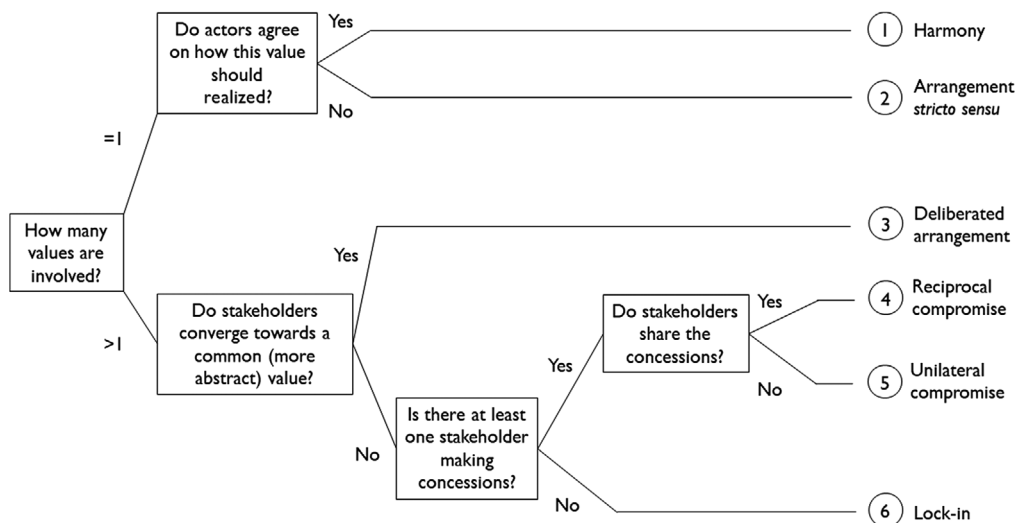 Do actors agree
on how this value
should
realized?
Yes
No
1 Harmony
2 Arrangement
stricto sensu
=1
How many
values are
involved?
>1
Do stakeholders
converge towards a
common (more
abstract) value?
Yes
No
3 Deliberated
arrangement
Is there at least
one stakeholder
making
concessions?
Yes
No
Do stakeholders
share the
concessions?
Yes
No
4 Reciprocal
compromise
5 Unilateral
compromise
6 Lock-in